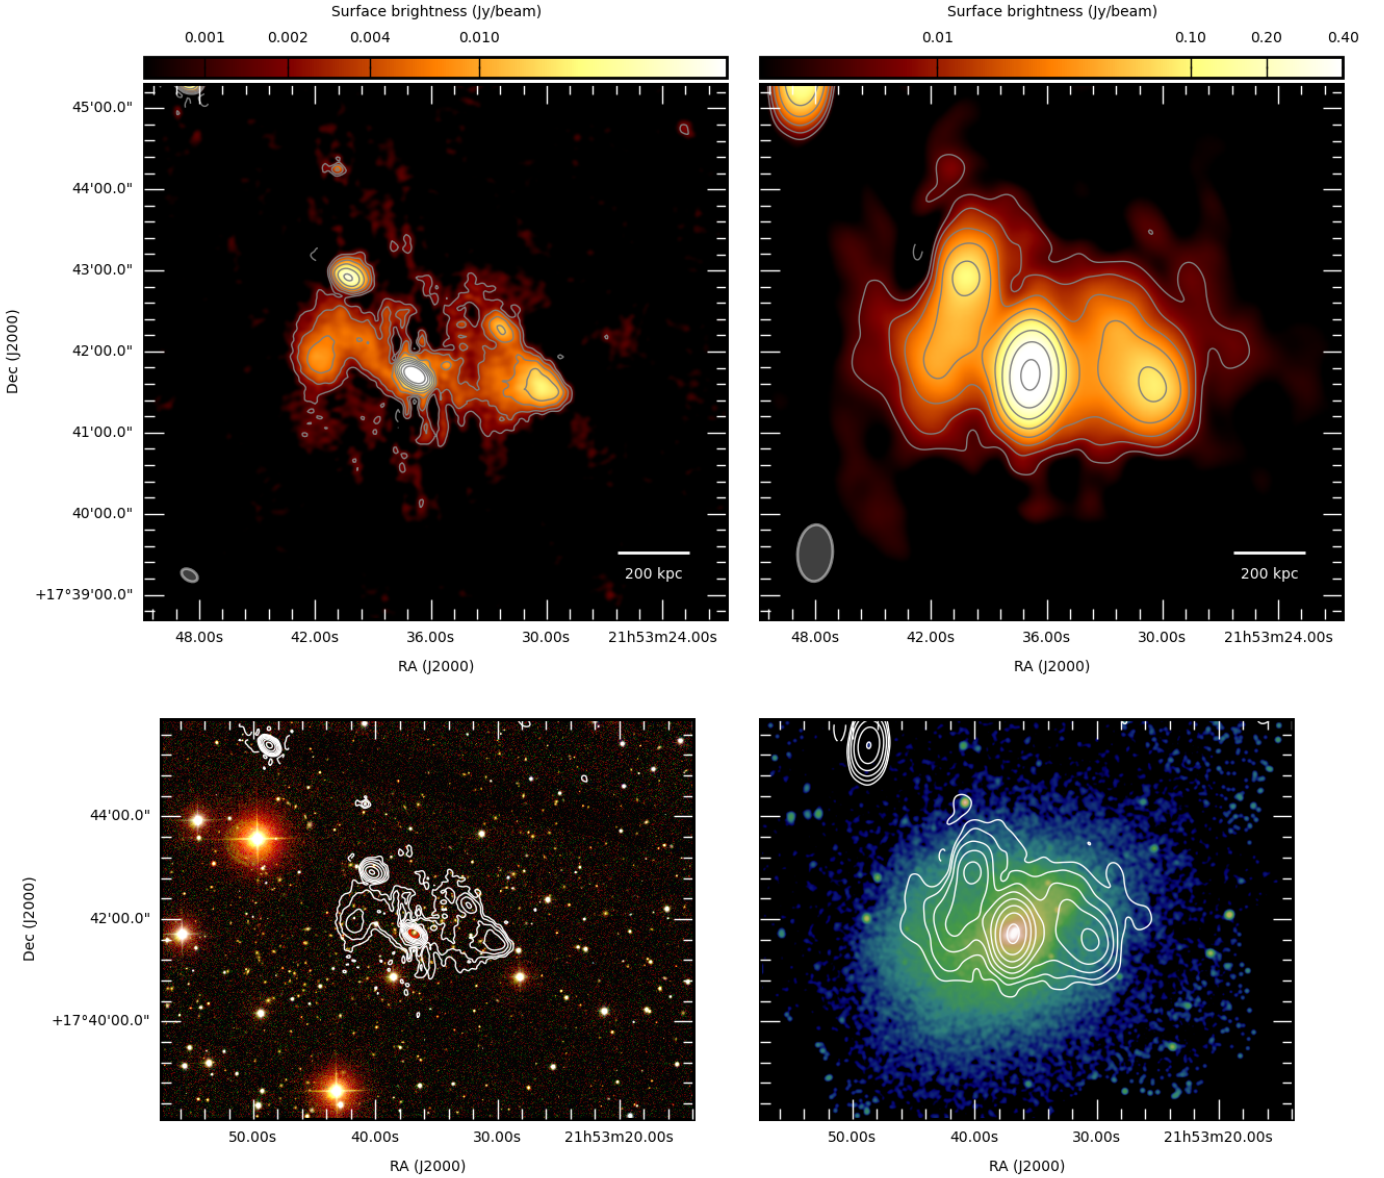 Surface brightness (Jy/beam)
0.001 0.002 0.004 0.010
Surface brightness (Jy/beam)
0.01 0.10 0.20 0.40
Dec (J2000)
45'00.0"
44'00.0"
43'00.0"
42'00.0"
41'00.0"
40'00.0"
+17°39'00.0"
200 kpc
48.00s 42.00s 36.00s 30.00s 21h53m24.00s
RA (J2000)
200 kpc
48.00s 42.00s 36.00s 30.00s 21h53m24.00s
RA (J2000)
Dec (J2000)
44'00.0"
42'00.0"
+17°40'00.0"
50.00s 40.00s 30.00s 21h53m20.00s
RA (J2000)
50.00s 40.00s 30.00s 21h53m20.00s
RA (J2000)